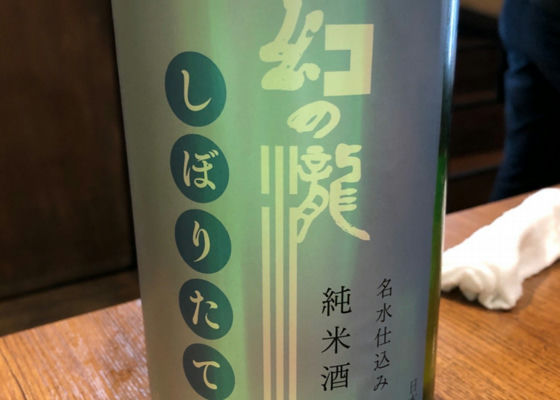 幻の瀧
純米酒
名水仕込み
しぼりたて